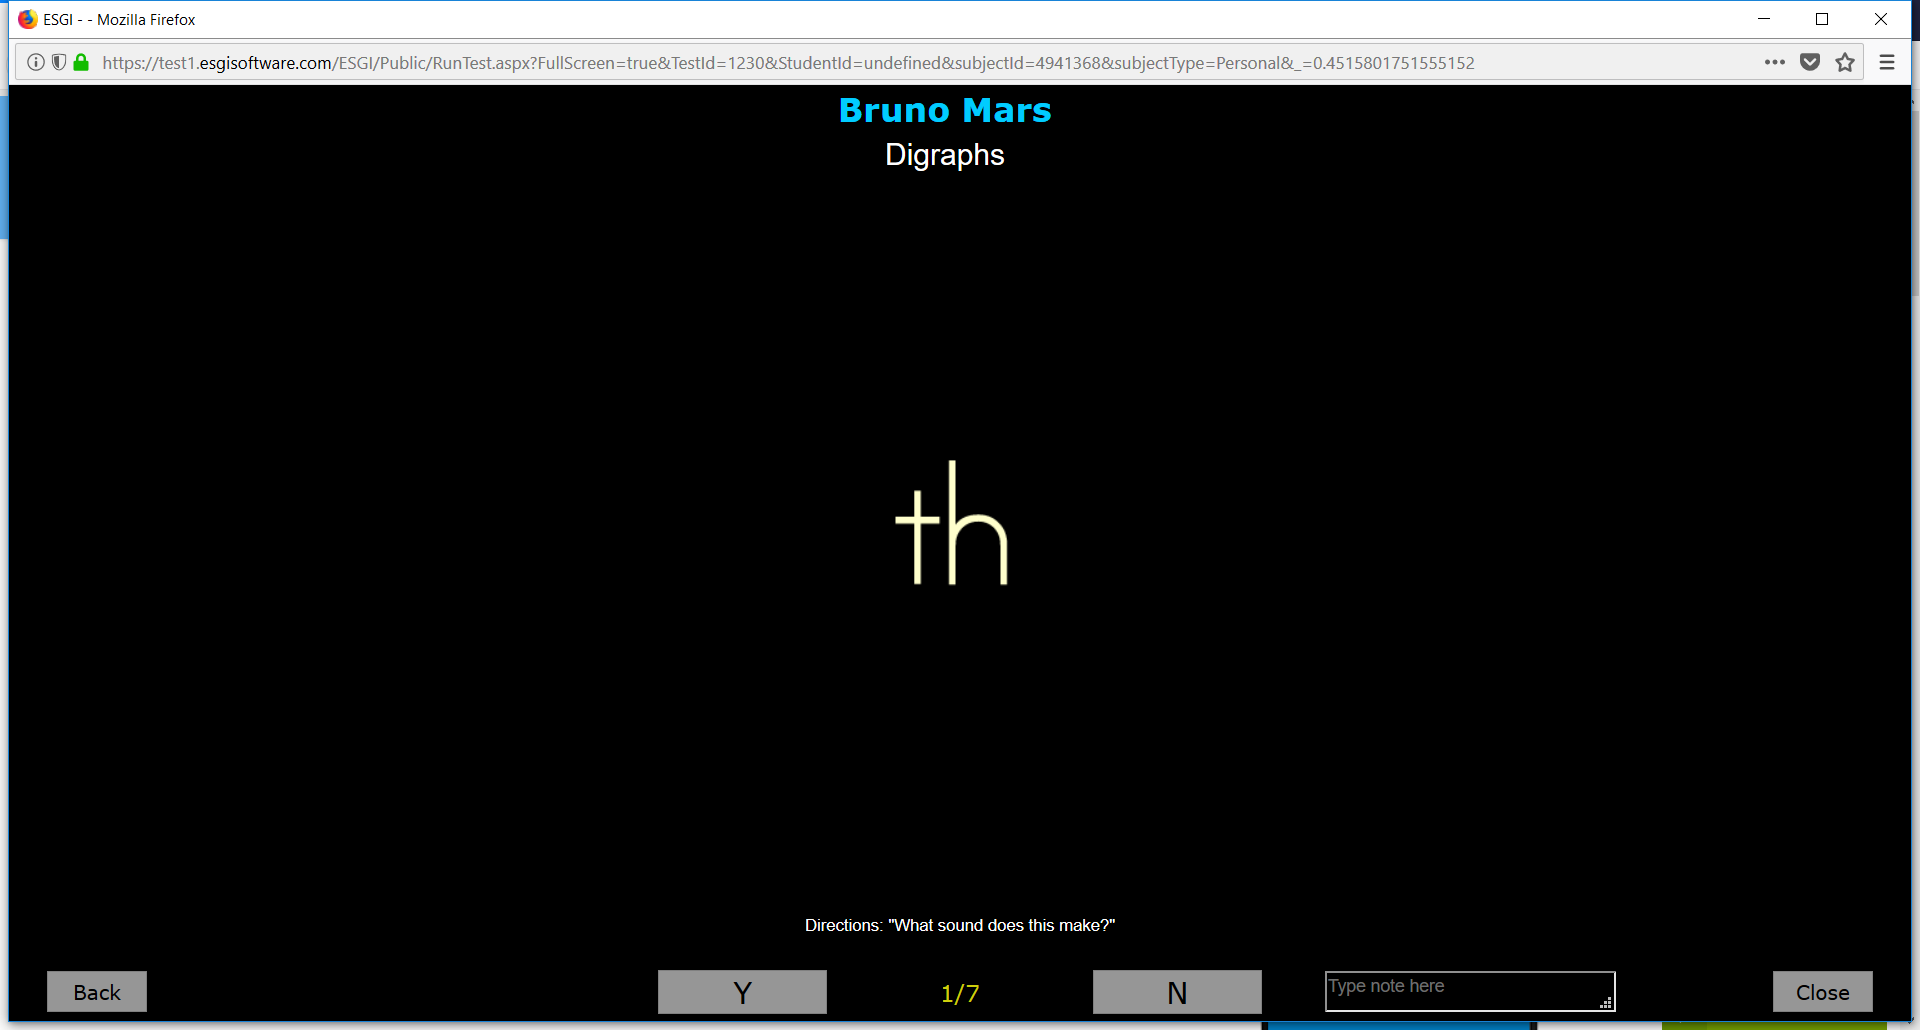 ESGI - - Mozilla Firefox
https://test1.esgisoftware.com/ESGI/Public/RunTest.aspx?FullScreen=true&TestId=1230&StudentId=undefined&subjectId=4941368&subjectType=Personal&_=0.4515801751555152
Bruno Mars
Digraphs
th
Directions: "What sound does this make?"
Back
Y
1/7
N
Type note here
Close